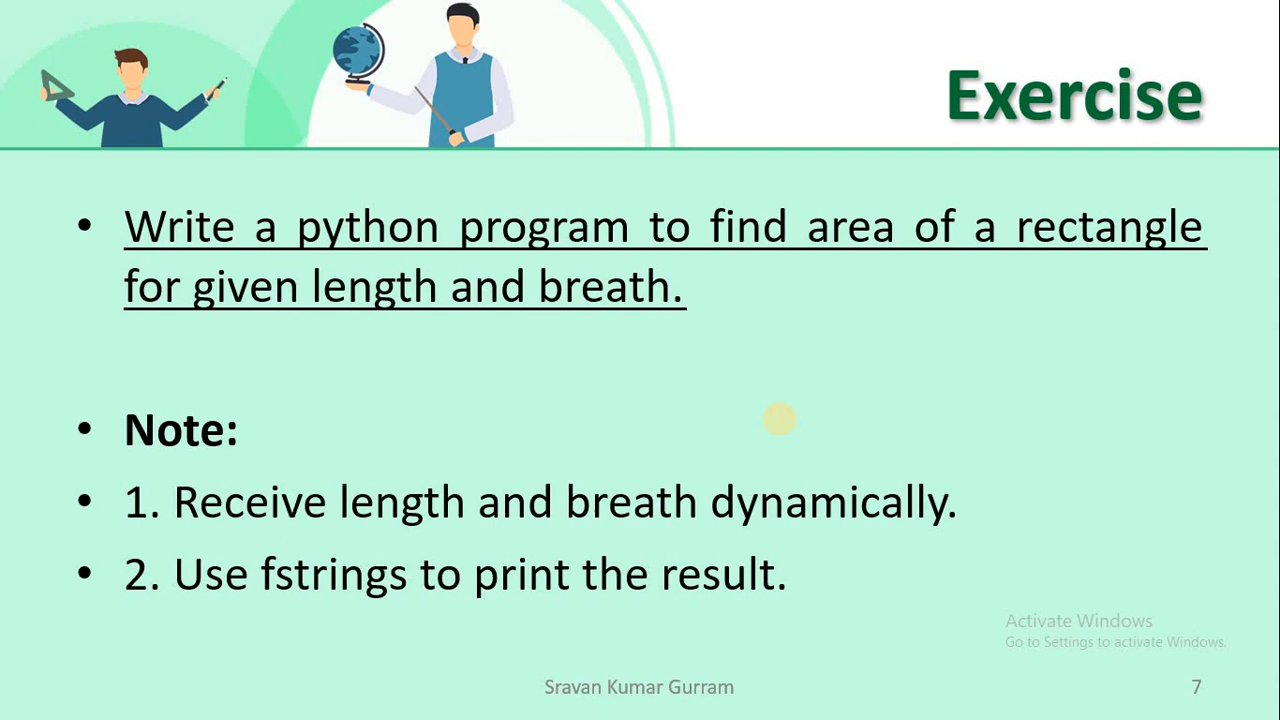 Exercise
• Write a python program to find area of a rectangle
for given length and breath.
• Note:
• 1. Receive length and breath dynamically.
• 2. Use fstrings to print the result.
Activate Windows
Go to Settings to activate Windows.
Sravan Kumar Gurram
7